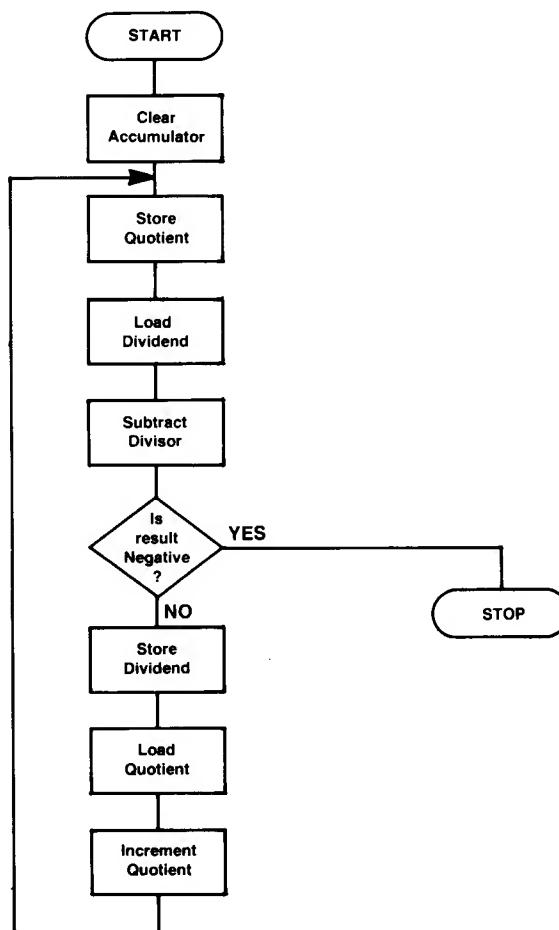 START
Clear
Accumulator
Store
Quotient
Load
Dividend
Subtract
Divisor
Is
result
Negative
?
YES
STOP
NO
Store
Dividend
Load
Quotient
Increment
Quotient